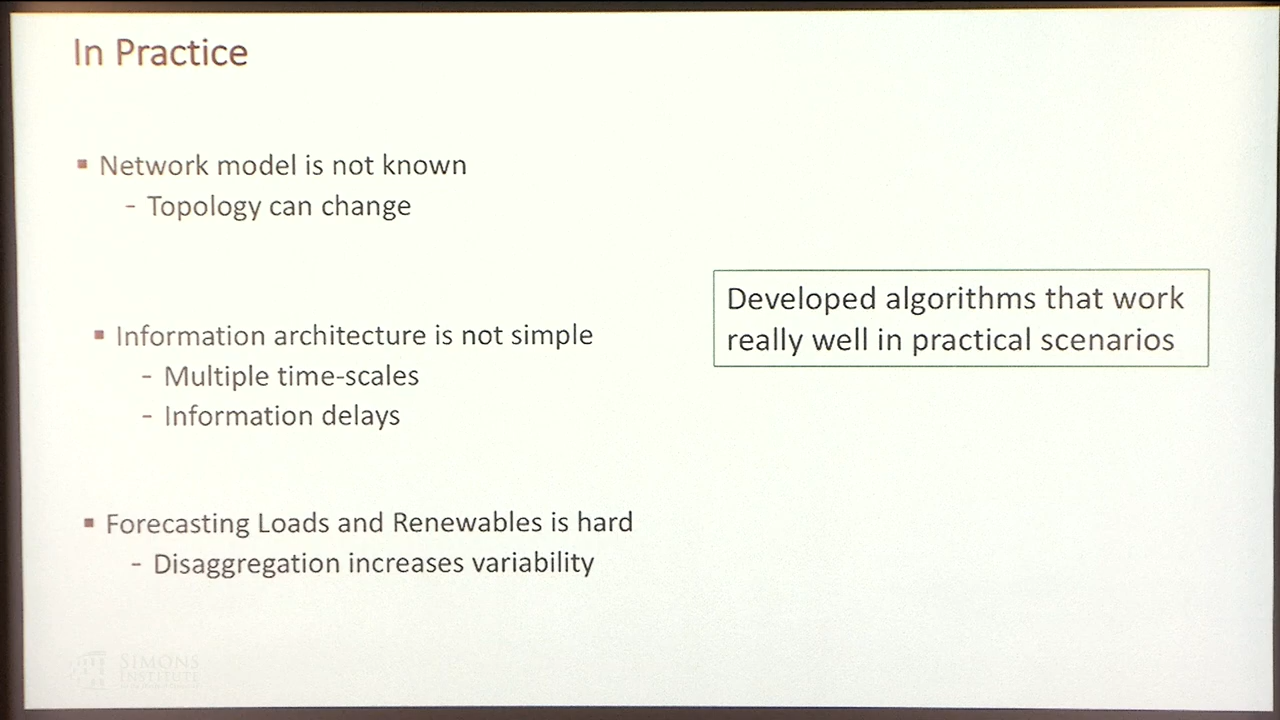 In Practice
▪ Network model is not known
- Topology can change
▪ Information architecture is not simple
- Multiple time-scales
- Information delays
▪ Forecasting Loads and Renewables is hard
- Disaggregation increases variability
Developed algorithms that work
really well in practical scenarios
SIMONS
INSTITUTE